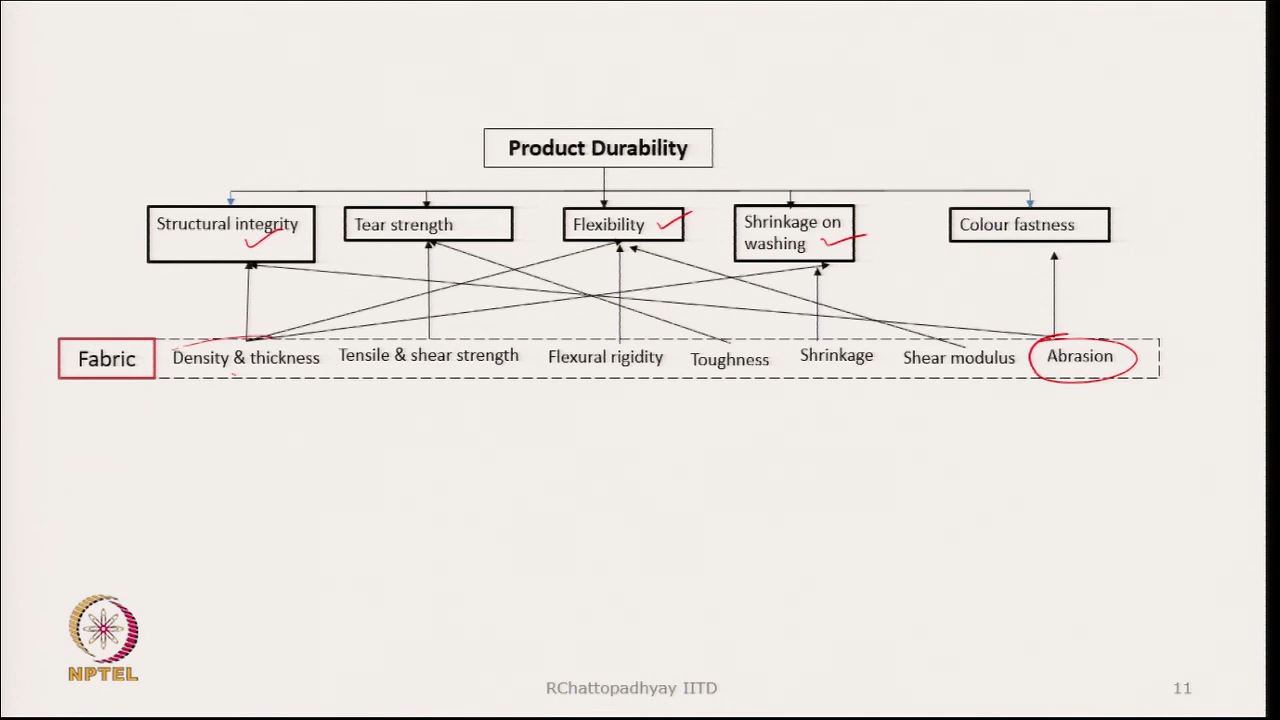 Product Durability
Structural integrity
Tear strength
Flexibility
Shrinkage on
washing
Colour fastness
Fabric
Density & thickness
Tensile & shear strength
Flexural rigidity
Toughness
Shrinkage
Shear modulus
Abrasion
NPTEL
RChattopadhyay IITD
11